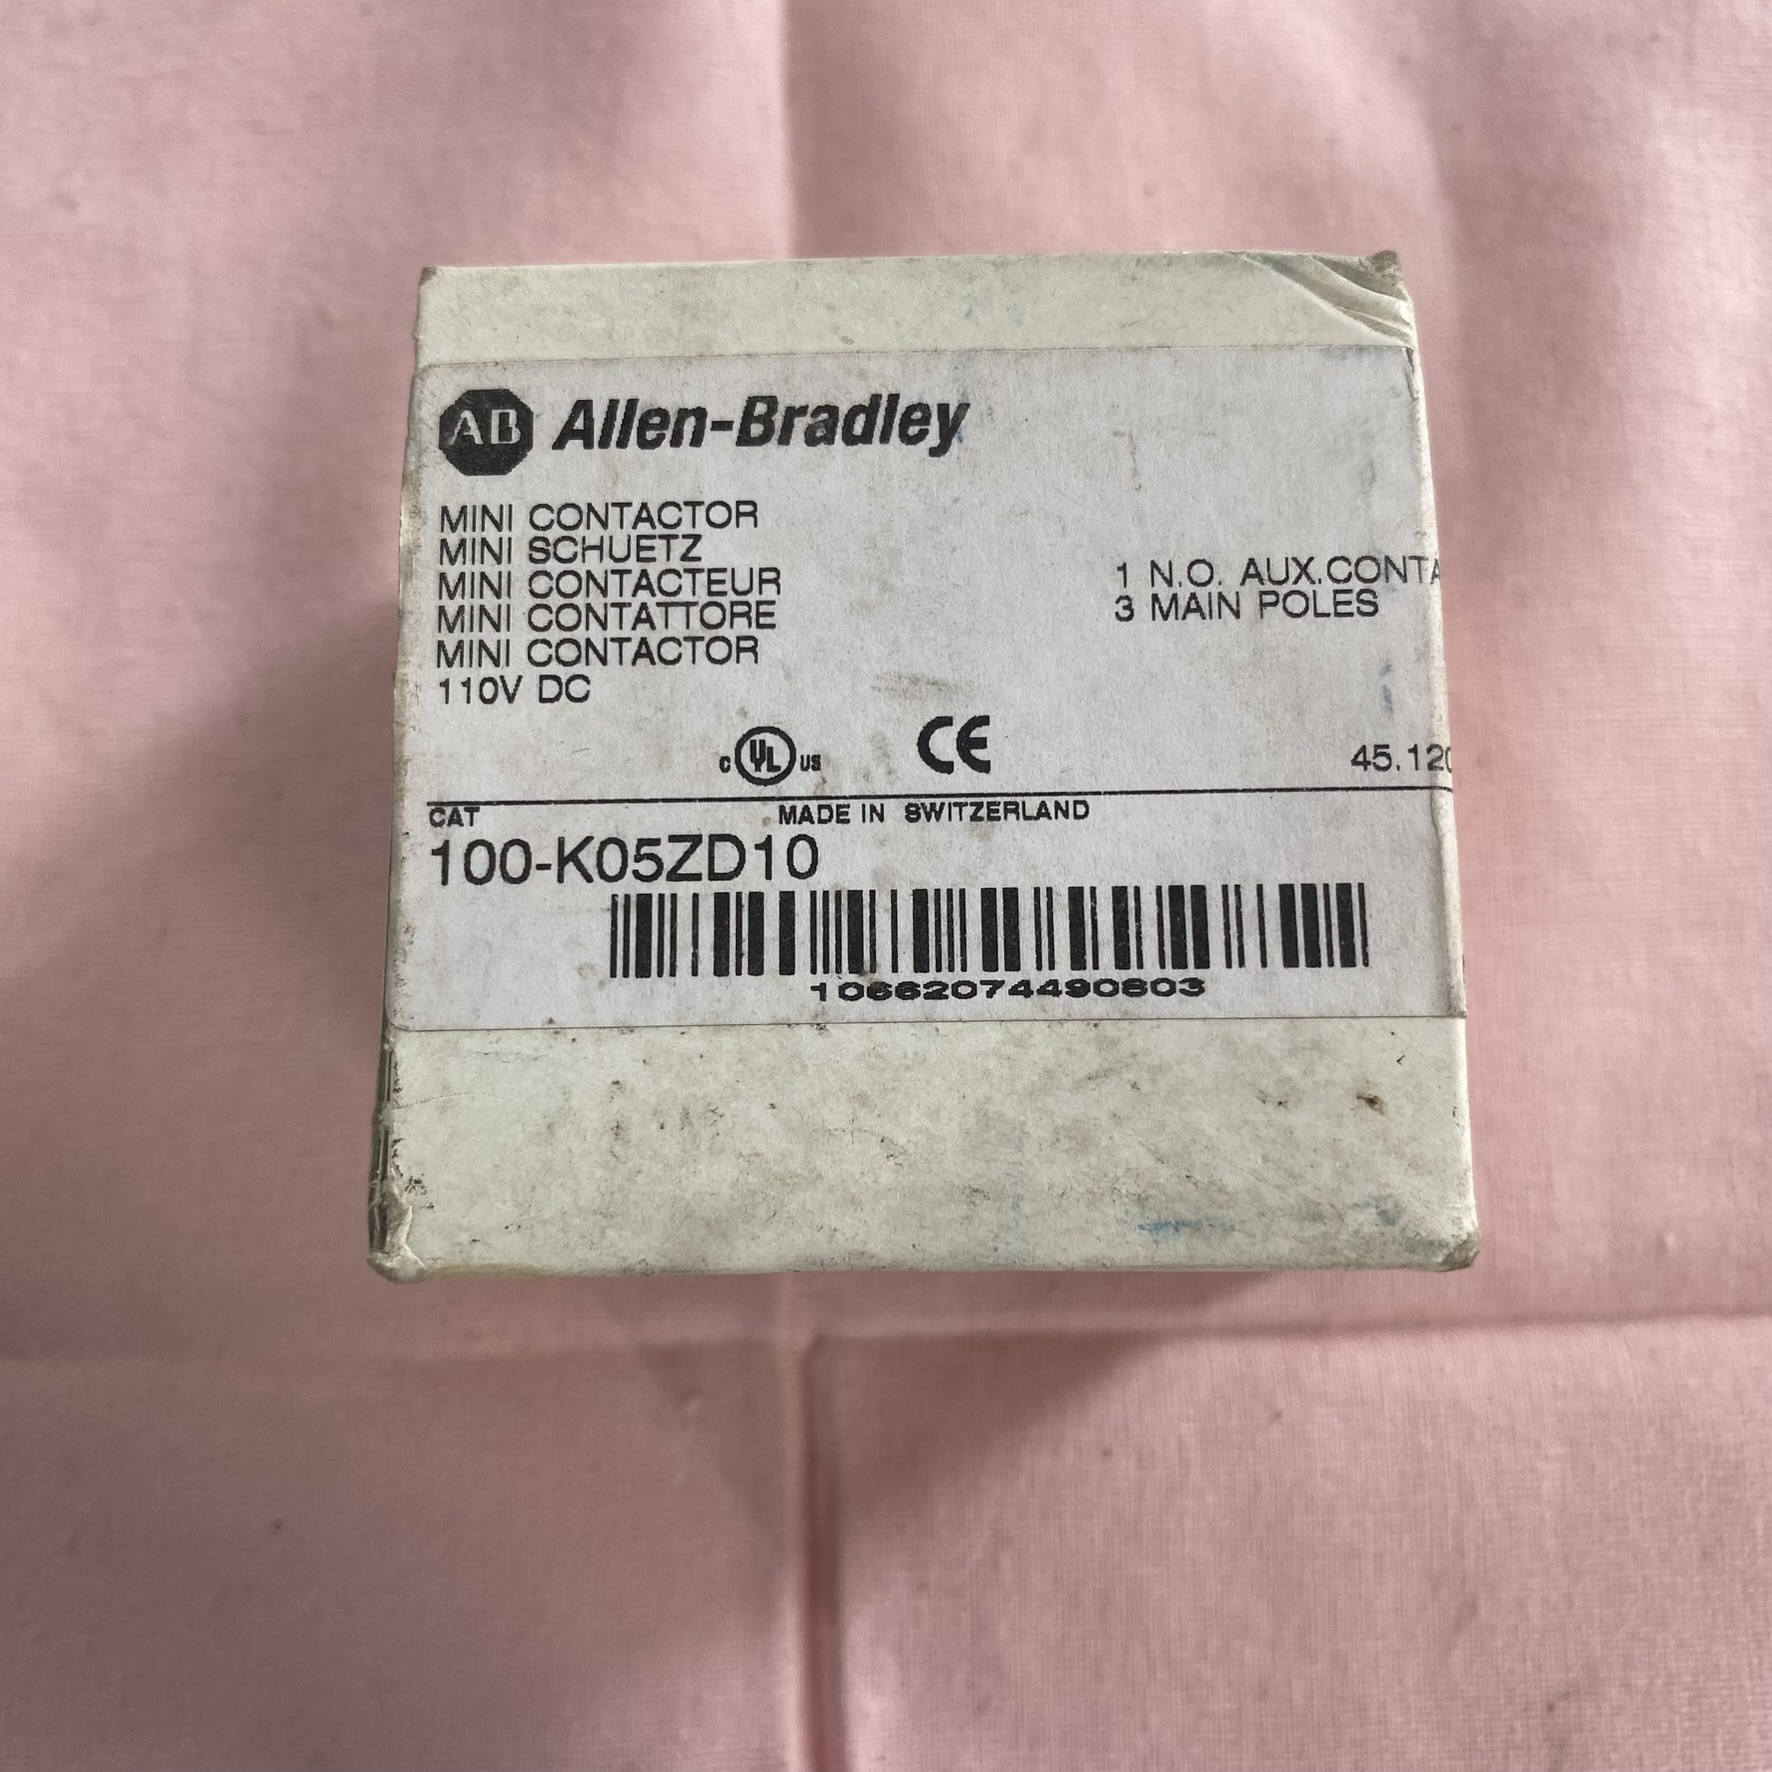 AB Allen-Bradley
MINI CONTACTOR
MINI SCHUETZ
MINI CONTACTEUR
MINI CONTATTORE
MINI CONTACTOR
110V DC
1 N.O. AUX.CONTA
3 MAIN POLES
C UL US CE
45.120
CAT MADE IN SWITZERLAND
100-K05ZD10
10662074490803